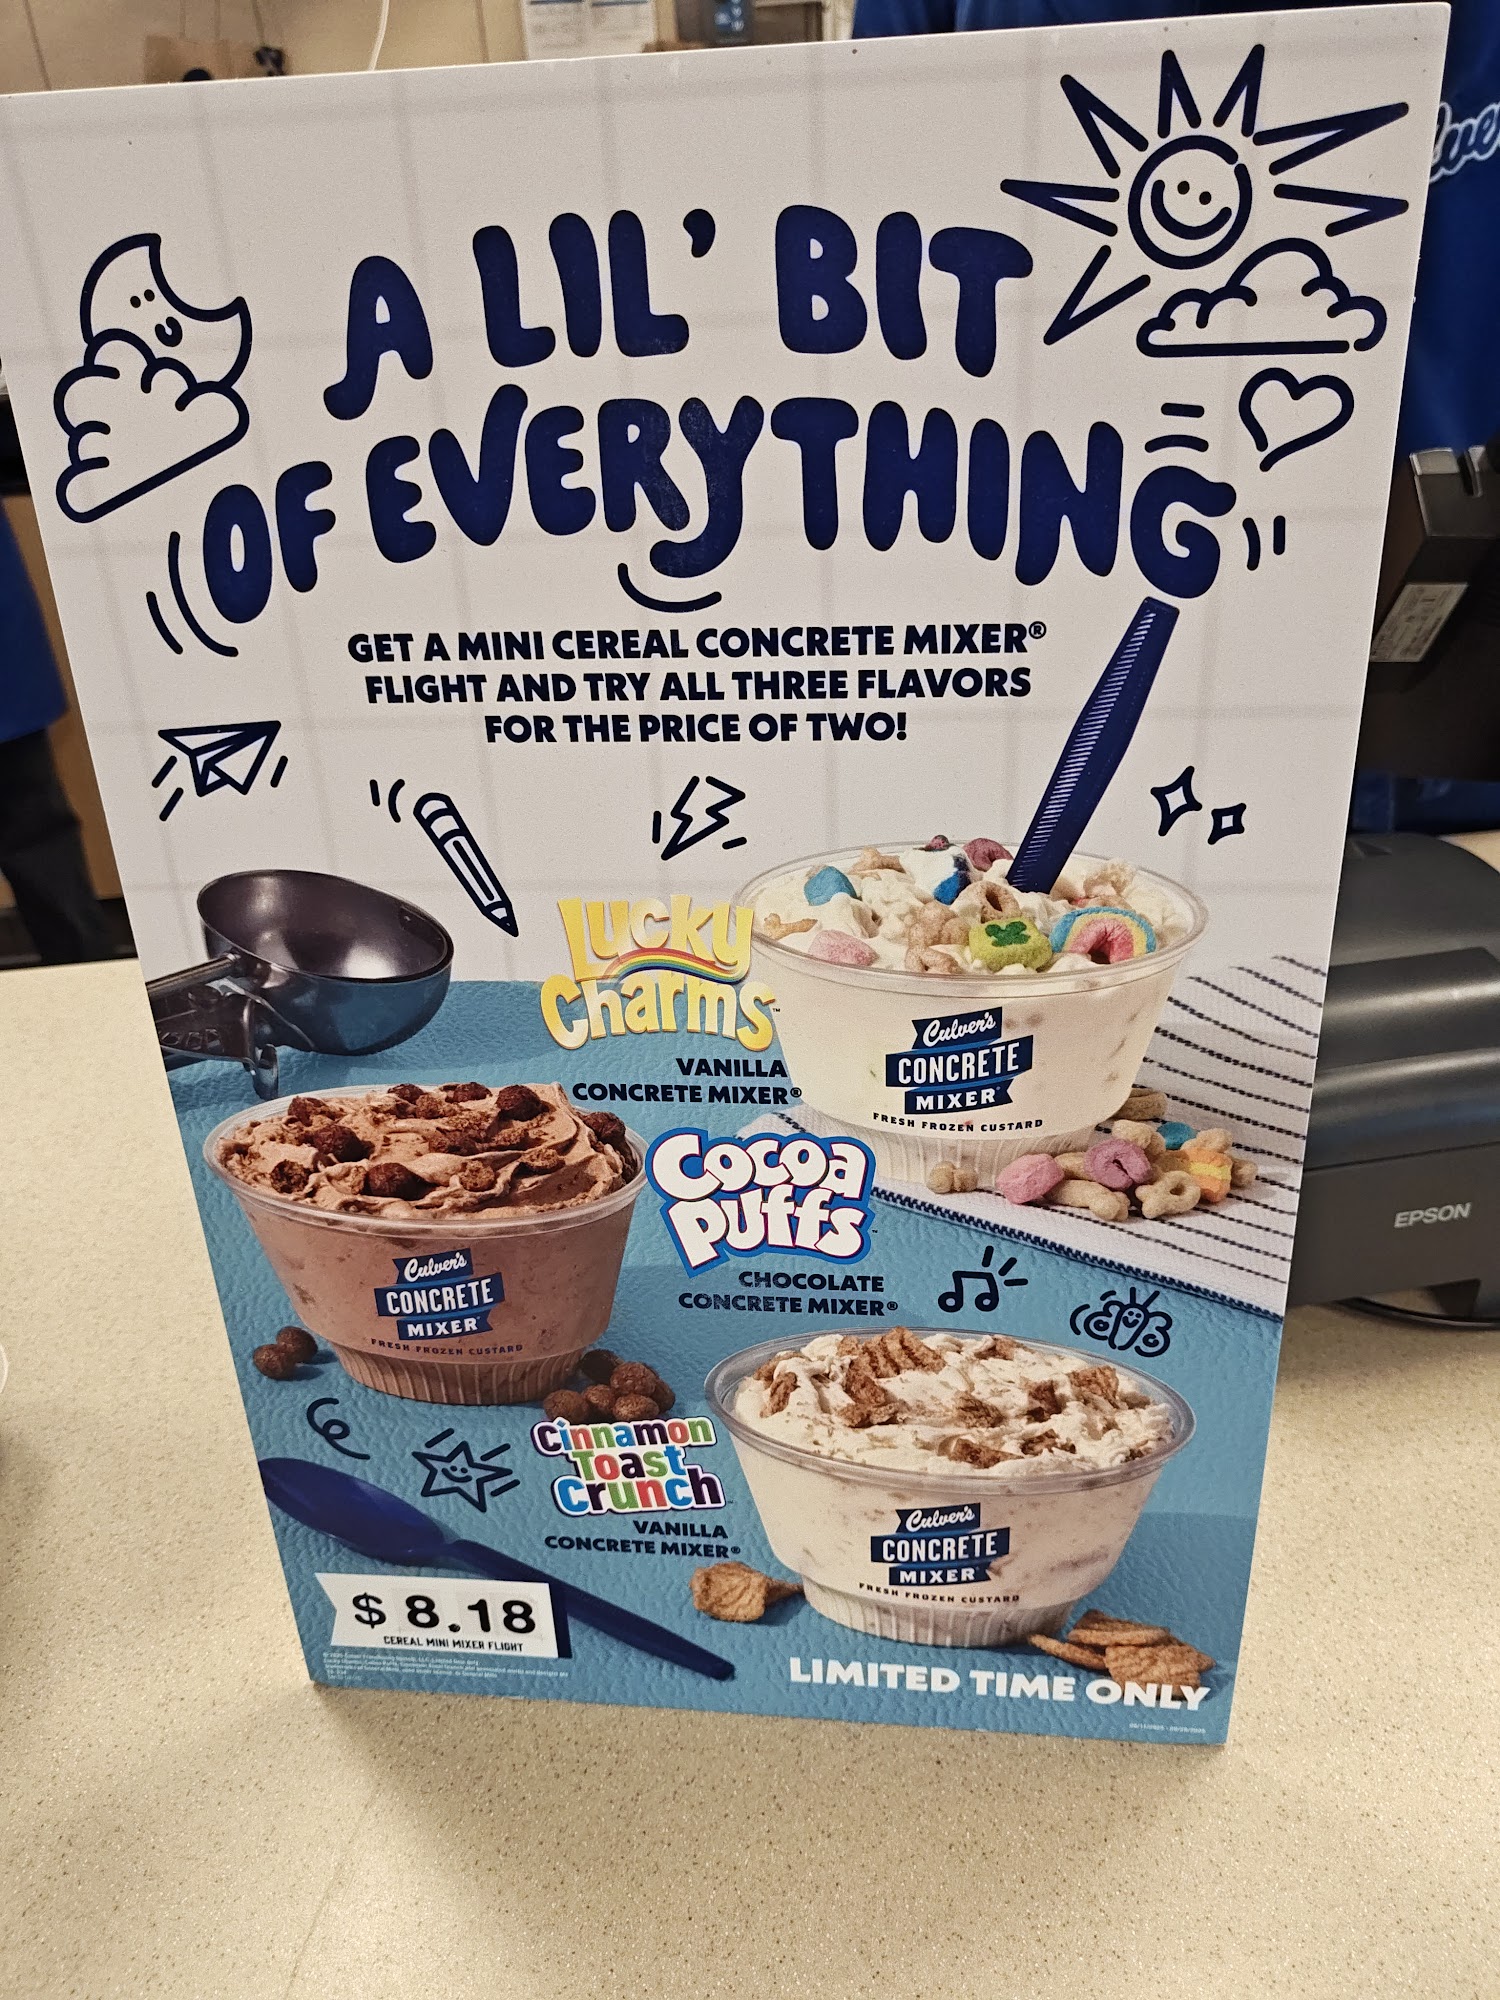 A LIL' BIT
OF EVERYTHING
GET A MINI CEREAL CONCRETE MIXER®
FLIGHT AND TRY ALL THREE FLAVORS
FOR THE PRICE OF TWO!
Lucky
Charms™
VANILLA
CONCRETE MIXER®
Culver's
CONCRETE
MIXER
FRESH FROZEN CUSTARD
Cocoa
Puffs
CHOCOLATE
CONCRETE MIXER®
Culver's
CONCRETE
MIXER
FRESH FROZEN CUSTARD
Cinnamon
Toast
Crunch
VANILLA
CONCRETE MIXER®
Culver's
CONCRETE
MIXER
FRESH FROZEN CUSTARD
$ 8.18
CEREAL MINI MIXER FLIGHT
LIMITED TIME ONLY
EPSON